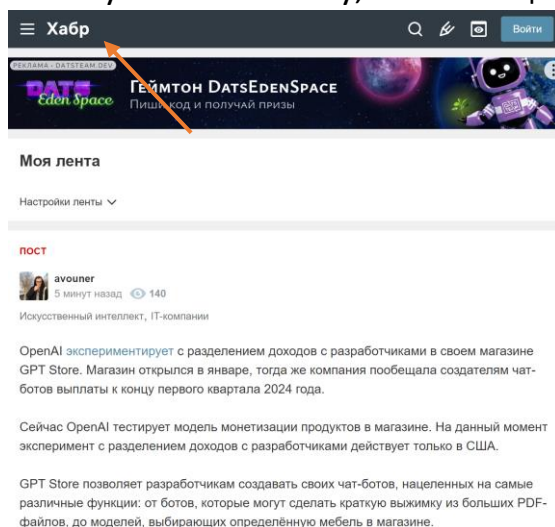 Хабр
Войти
РЕКЛАМА • DATSTEAM.DEV
DATS
Eden Space
ГЕЙМТОН DATSEDENSPACE
Пиши код и получай призы
Моя лента
Настройки ленты
ПОСТ
avouner
5 минут назад 140
Искусственный интеллект, IT-компании
OpenAI экспериментирует с разделением доходов с разработчиками в своем магазине
GPT Store. Магазин открылся в январе, тогда же компания пообещала создателям чат-
ботов выплаты к концу первого квартала 2024 года.
Сейчас OpenAI тестирует модель монетизации продуктов в магазине. На данный момент
эксперимент с разделением доходов с разработчиками действует только в США.
GPT Store позволяет разработчикам создавать своих чат-ботов, нацеленных на самые
различные функции: от ботов, которые могут сделать краткую выжимку из больших PDF-
файлов, до моделей, выбирающих определённую мебель в магазине.